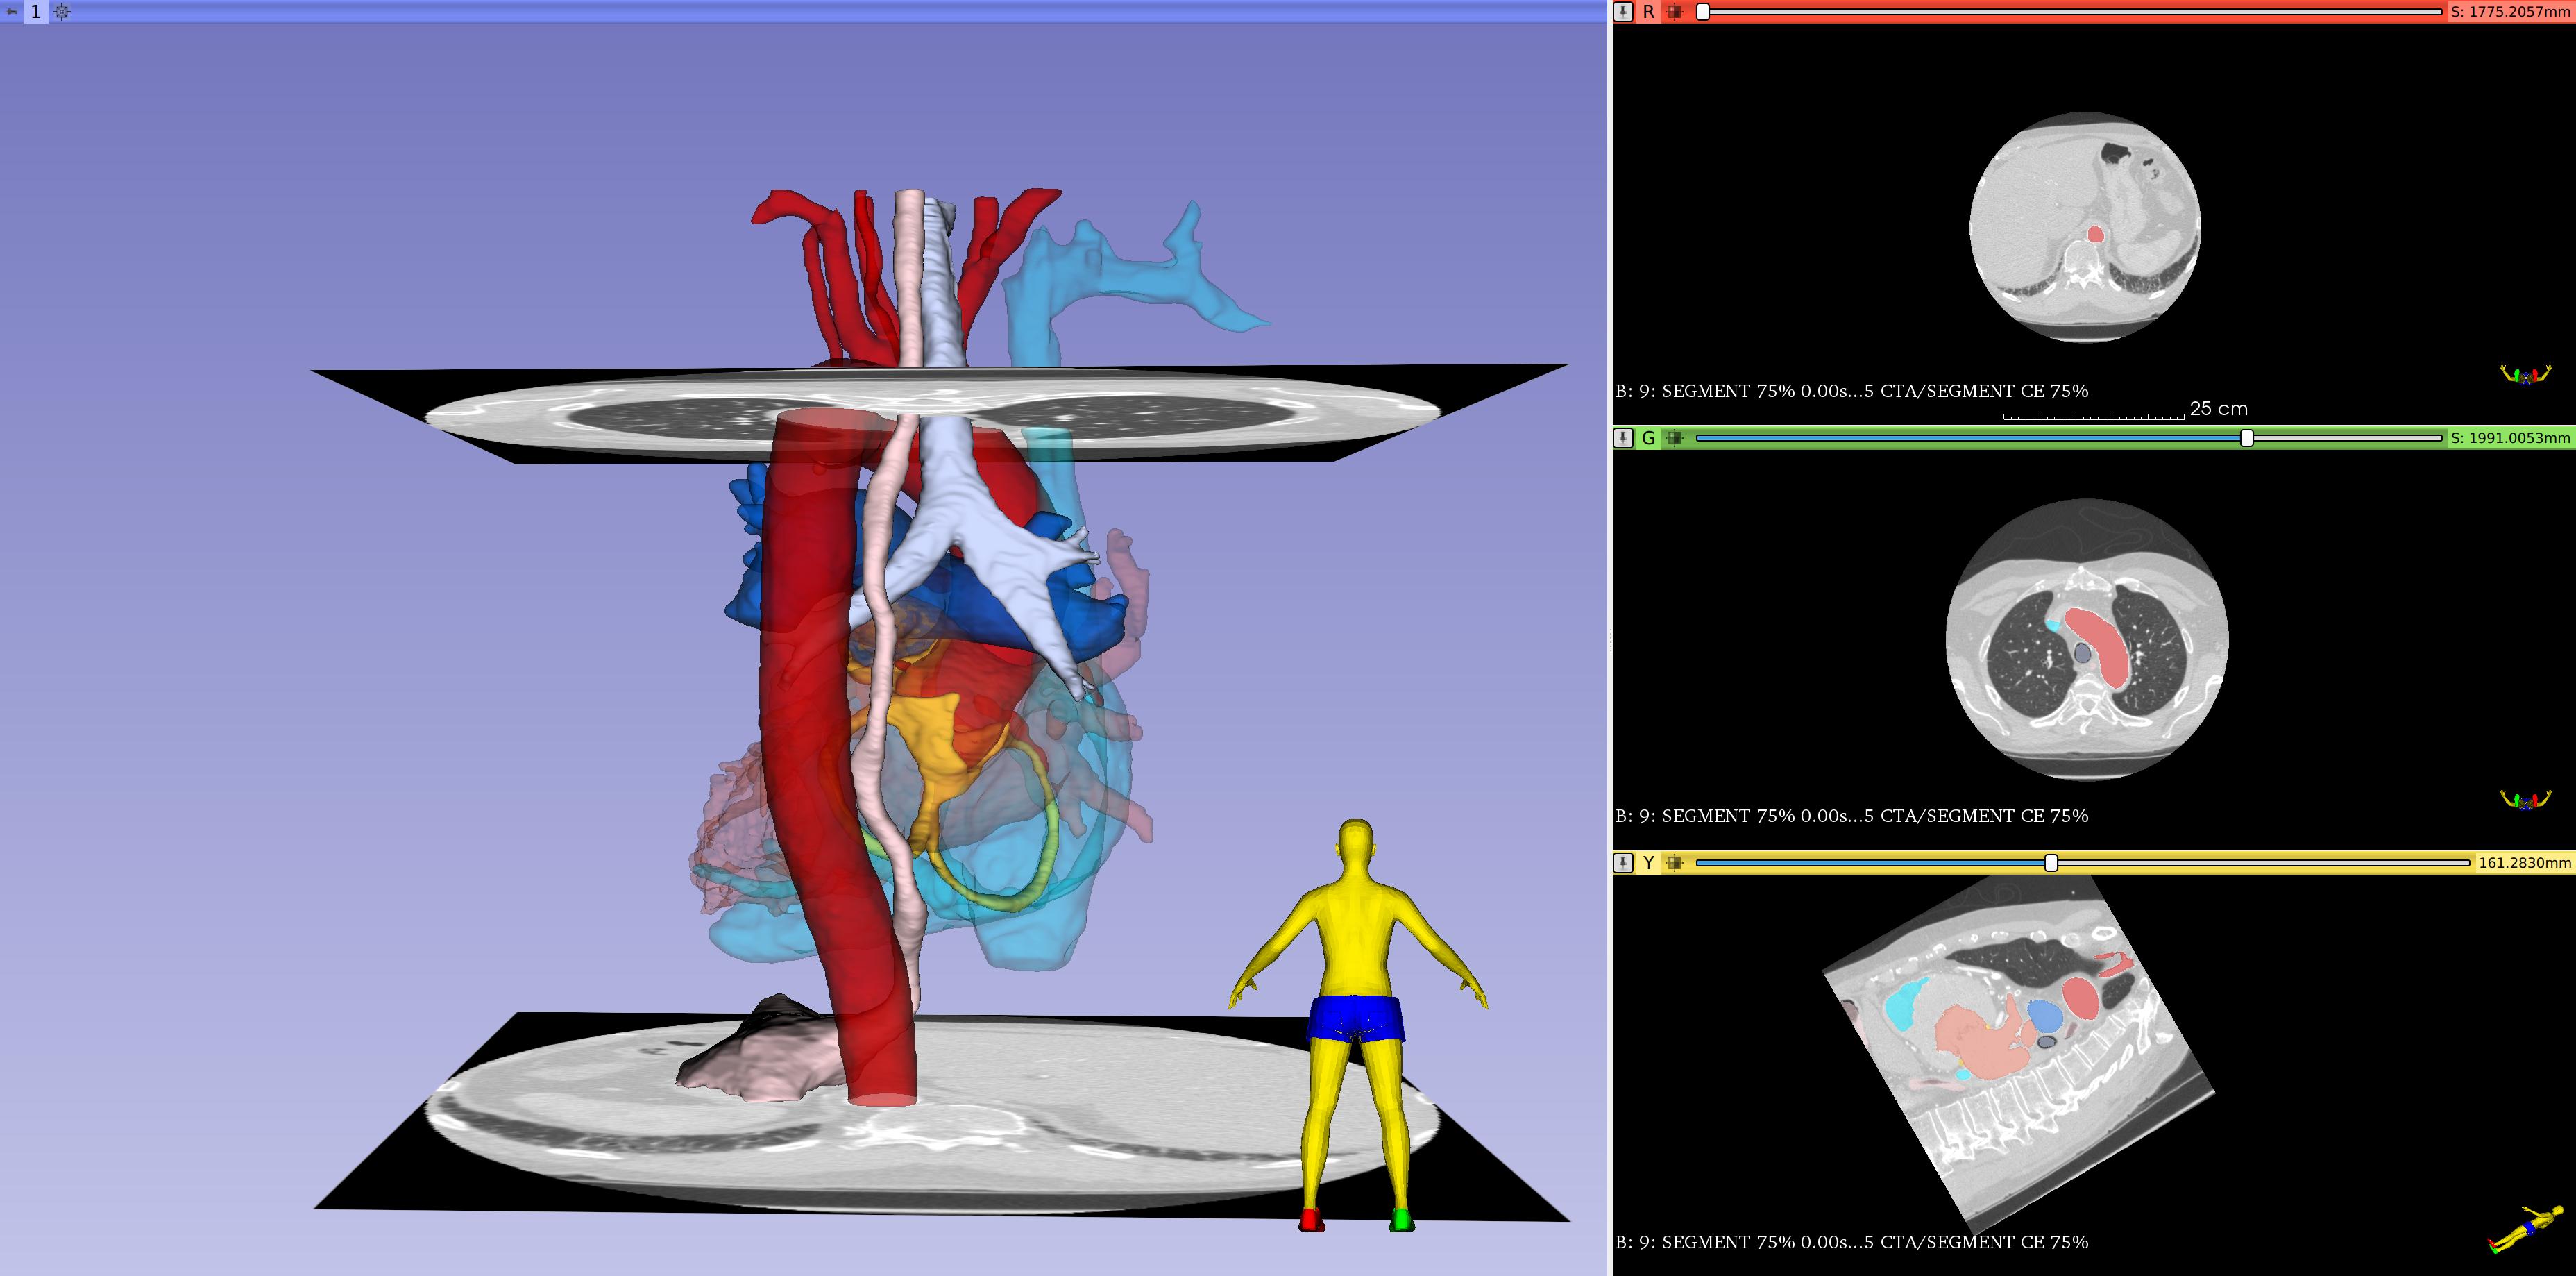 1
R
S: 1775.2057mm
B: 9: SEGMENT 75% 0.00s...5 CTA/SEGMENT CE 75%
25 cm
G
S: 1991.0053mm
B: 9: SEGMENT 75% 0.00s...5 CTA/SEGMENT CE 75%
Y
161.2830mm
B: 9: SEGMENT 75% 0.00s...5 CTA/SEGMENT CE 75%